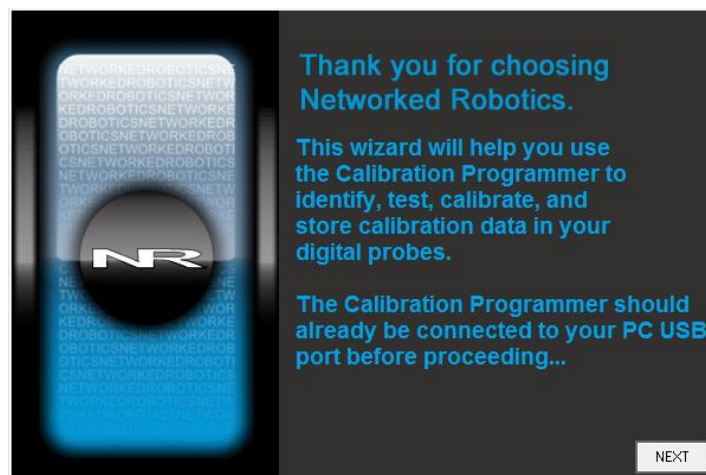 Thank you for choosing
Networked Robotics.
This wizard will help you use
the Calibration Programmer to
identify, test, calibrate, and
store calibration data in your
digital probes.
The Calibration Programmer should
already be connected to your PC USB
port before proceeding...
NR
NEXT